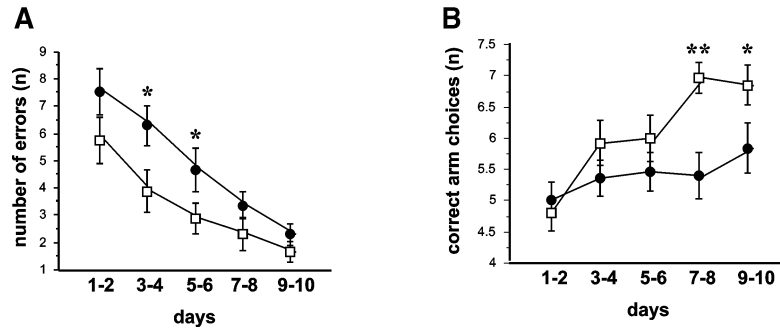 A
number of errors (n)
9
8
7
6
5
4
3
2
1
*
*
1-2 3-4 5-6 7-8 9-10
days
B
correct arm choices (n)
7.5
7
6.5
6
5.5
5
4.5
4
**
*
1-2 3-4 5-6 7-8 9-10
days